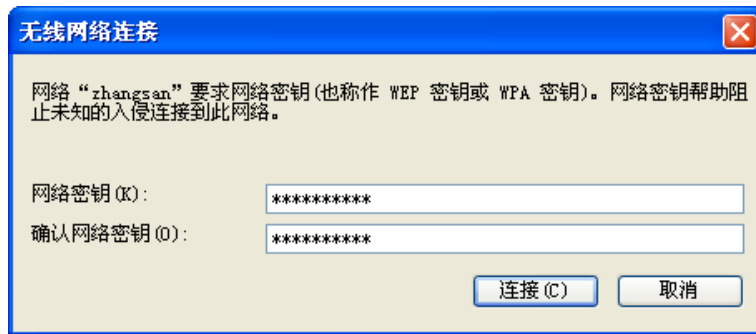 无线网络连接
网络“zhangsan”要求网络密钥(也称作 WEP 密钥或 WPA 密钥)。网络密钥帮助阻
止未知的入侵连接到此网络。
网络密钥(K): **********
确认网络密钥(O): **********
连接(C) 取消